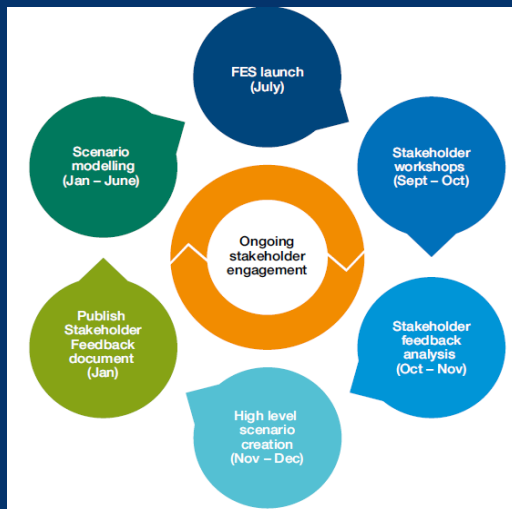 FES launch
(July)
Stakeholder
workshops
(Sept – Oct)
Stakeholder
feedback
analysis
(Oct – Nov)
High level
scenario
creation
(Nov – Dec)
Publish
Stakeholder
Feedback
document
(Jan)
Scenario
modelling
(Jan – June)
Ongoing
stakeholder
engagement